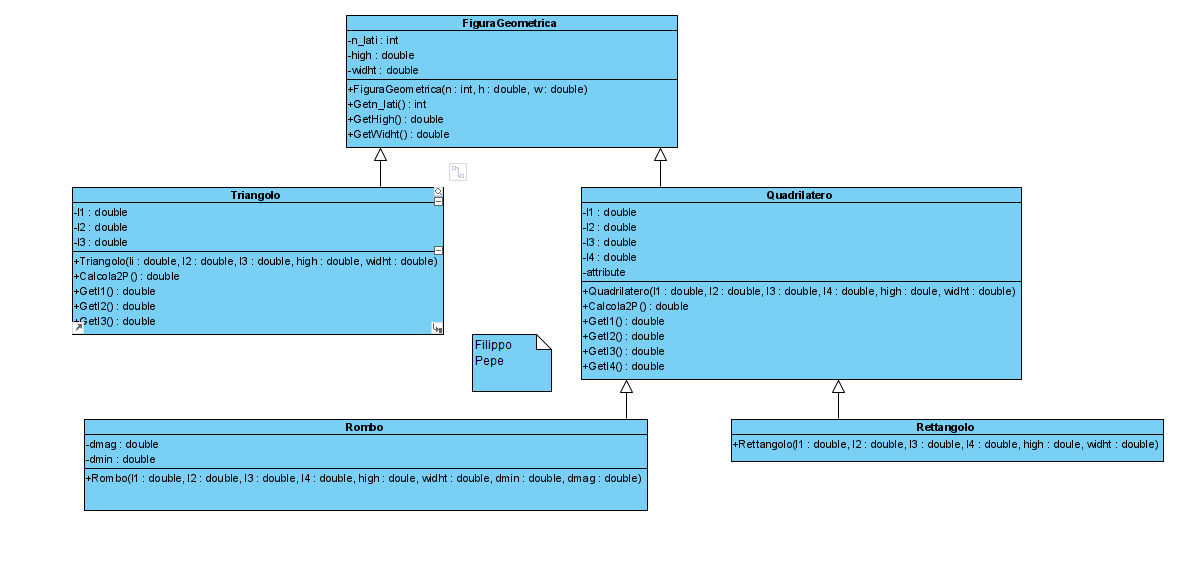 FiguraGeometrica
-n_lati : int
-high : double
-widht : double
+FiguraGeometrica(n : int, h : double, w : double)
+Getn_lati() : int
+GetHigh() : double
+GetWidht() : double
Triangolo
-l1 : double
-l2 : double
-l3 : double
+Triangolo(li : double, l2 : double, l3 : double, high : double, widht : double)
+Calcola2P() : double
+Getl1() : double
+Getl2() : double
+Getl3() : double
Quadrilatero
-l1 : double
-l2 : double
-l3 : double
-l4 : double
-attribute
+Quadrilatero(l1 : double, l2 : double, l3 : double, l4 : double, high : doule, widht : double)
+Calcola2P() : double
+Getl1() : double
+Getl2() : double
+Getl3() : double
+Getl4() : double
Filippo
Pepe
Rombo
-dmag : double
-dmin : double
+Rombo(l1 : double, l2 : double, l3 : double, l4 : double, high : doule, widht : double, dmin : double, dmag : double)
Rettangolo
+Rettangolo(l1 : double, l2 : double, l3 : double, l4 : double, high : doule, widht : double)